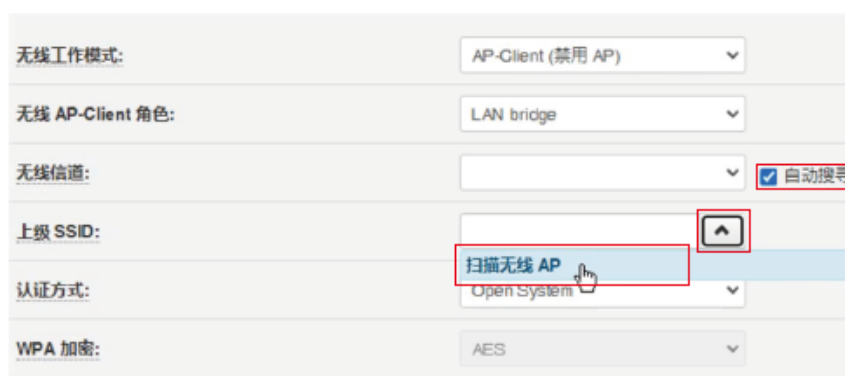 无线工作模式: AP-Client (禁用 AP)
无线 AP-Client 角色: LAN bridge
无线信道: 自动搜寻
上级 SSID:
扫描无线 AP
认证方式: Open System
WPA 加密: AES